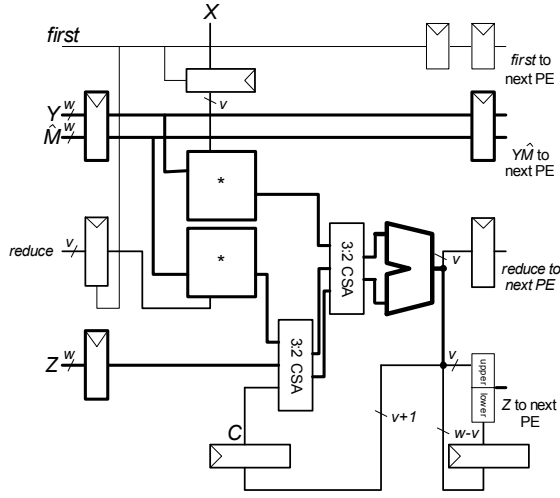 X
first
first to
next PE
v
Y w
M̂ w
YM̂ to
next PE
*
*
3:2 CSA
reduce v
v
reduce to
next PE
3:2 CSA
Z w
v
upper
lower
Z to next
PE
C
v+1
w-v